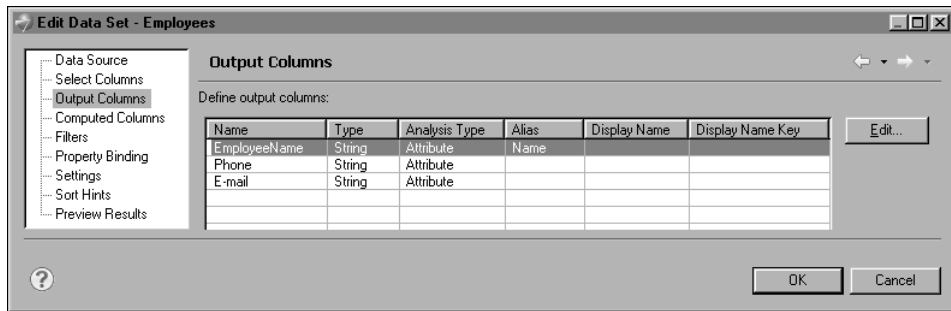 Edit Data Set - Employees
Data Source
Select Columns
Output Columns
Computed Columns
Filters
Property Binding
Settings
Sort Hints
Preview Results
Output Columns
Define output columns:
Name Type Analysis Type Alias Display Name Display Name Key
EmployeeName String Attribute Name
Phone String Attribute
E-mail String Attribute
Edit...
?
OK Cancel